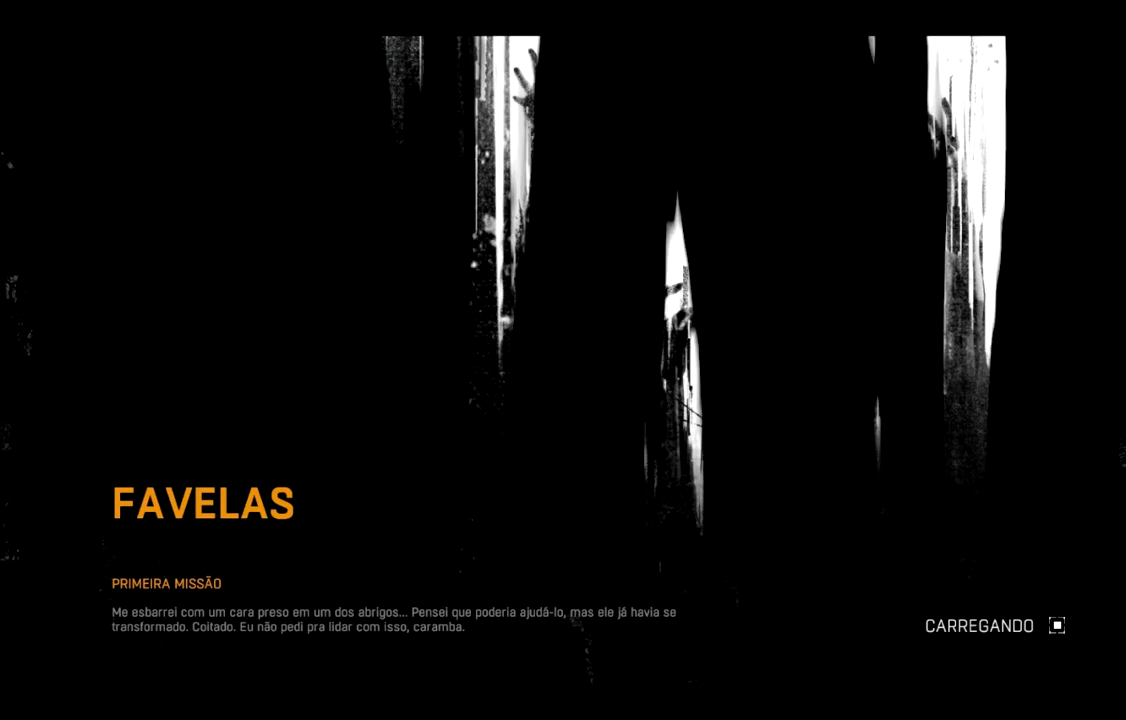 FAVELAS
PRIMEIRA MISSÃO
Me esbarrei com um cara preso em um dos abrigos... Pensei que poderia ajudá-lo, mas ele já havia se
transformado. Coitado. Eu não pedi pra lidar com isso, caramba.
CARREGANDO